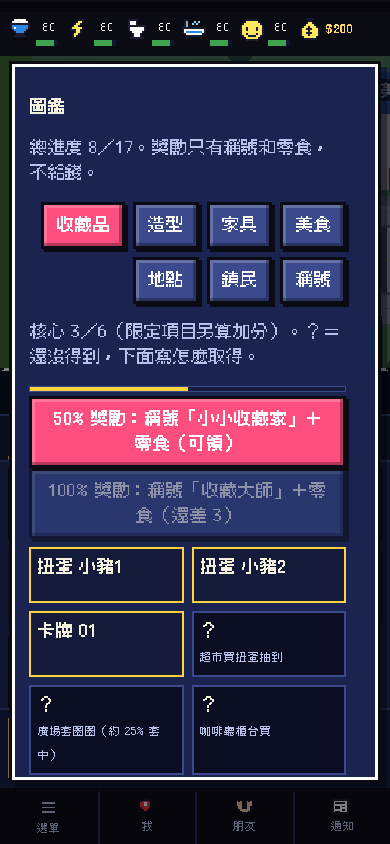 80 80 80 80 80 $200
圖鑑
總進度 8／17。獎勵只有稱號和零食，
不給錢。
收藏品 造型 家具 美食
地點 鎮民 稱號
核心 3／6（限定項目另算加分）。？＝
還沒得到，下面寫怎麼取得。
50% 獎勵：稱號「小小收藏家」＋
零食（可領）
100% 獎勵：稱號「收藏大師」＋零
食（還差 3）
扭蛋 小豬1 扭蛋 小豬2
卡牌 01 ？
超市買扭蛋抽到
？ ？
廣場套圈圈（約 25% 套
中）
咖啡廳櫃台買
選單 我 朋友 通知